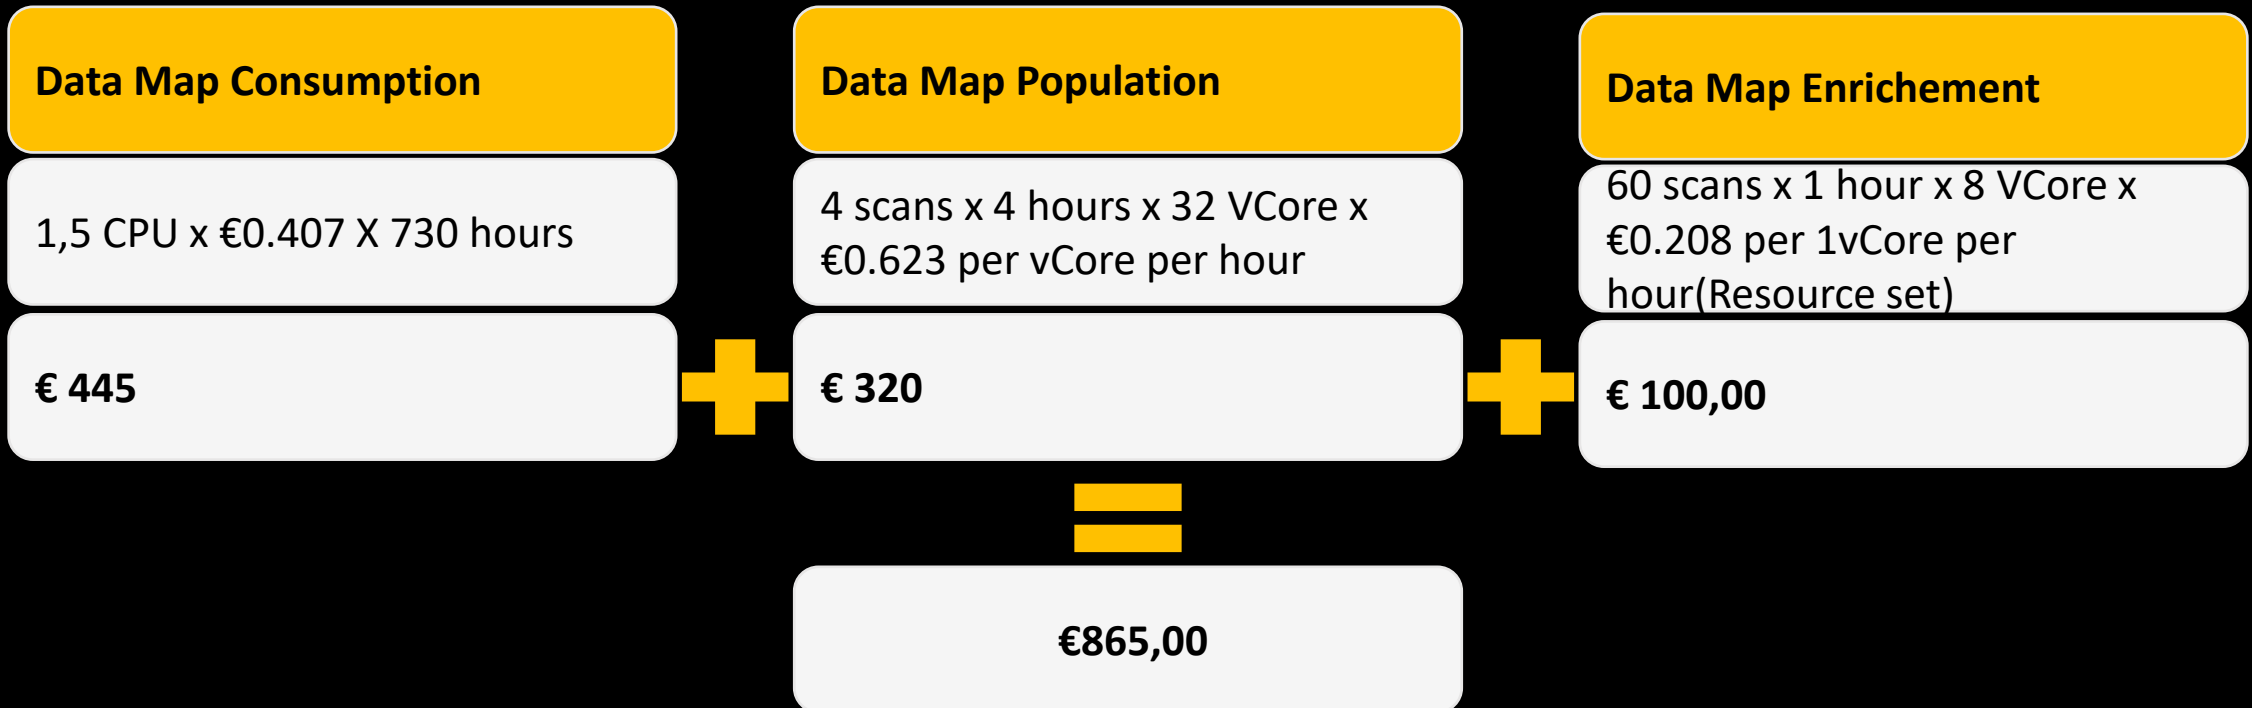 Data Map Consumption
1,5 CPU x €0.407 X 730 hours
€ 445
Data Map Population
4 scans x 4 hours x 32 VCore x
€0.623 per vCore per hour
€ 320
Data Map Enrichement
60 scans x 1 hour x 8 VCore x
€0.208 per 1vCore per
hour(Resource set)
€ 100,00
€865,00